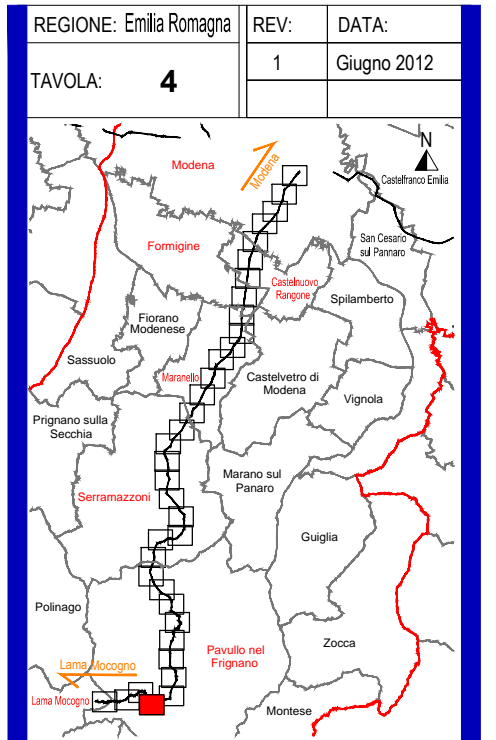 REGIONE: Emilia Romagna
REV:
DATA:
TAVOLA: 4
1
Giugno 2012
Modena
Modena
N
Castelfranco Emilia
San Cesario
sul Pannaro
Formigine
Castelnuovo
Rangone
Spilamberto
Fiorano
Modenese
Sassuolo
Maranello
Castelvetro di
Modena
Vignola
Prignano sulla
Secchia
Marano sul
Panaro
Serramazzoni
Guiglia
Polinago
Pavullo nel
Frignano
Zocca
Lama Mocogno
Lama Mocogno
Montese